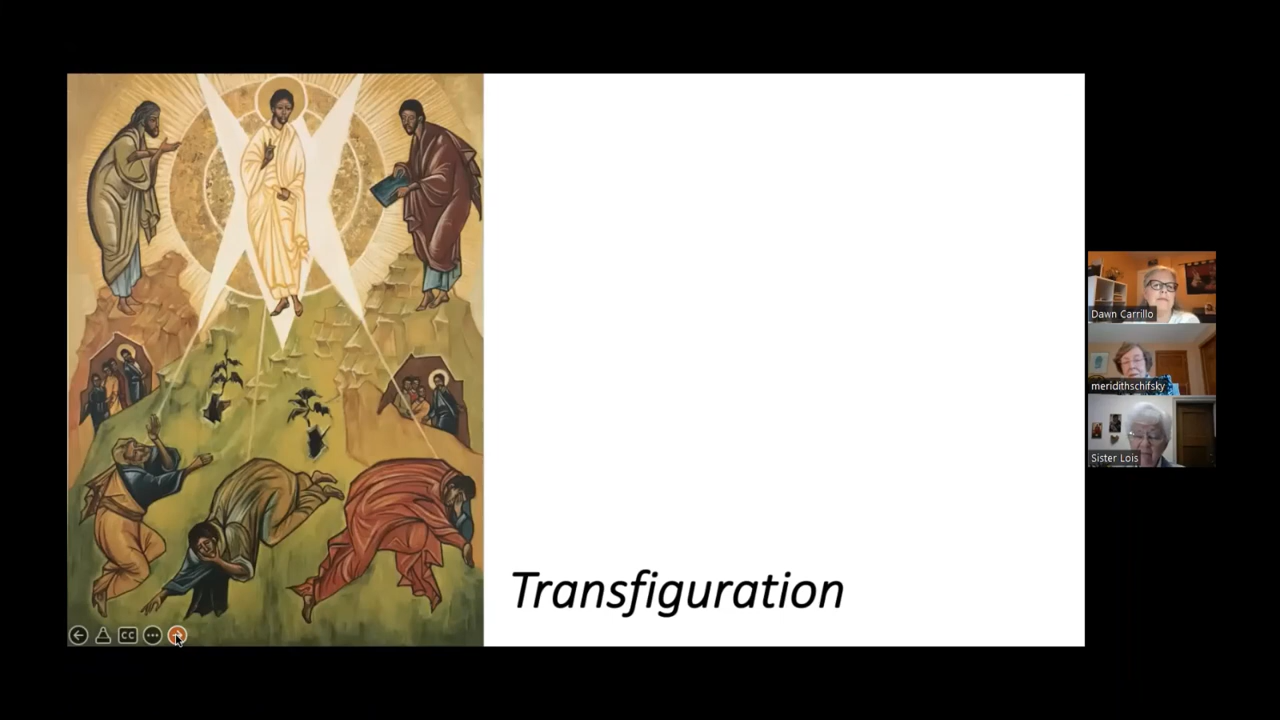 Transfiguration
Dawn Carrillo
meridithschifsky
Sister Lois
CC